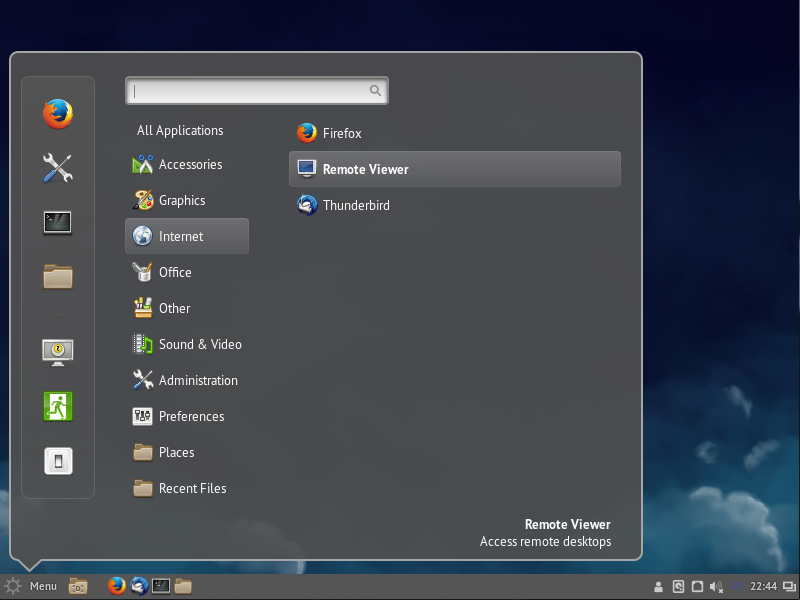 All Applications
Accessories
Graphics
Internet
Office
Other
Sound & Video
Administration
Preferences
Places
Recent Files
Firefox
Remote Viewer
Thunderbird
Remote Viewer
Access remote desktops
Menu
22:44